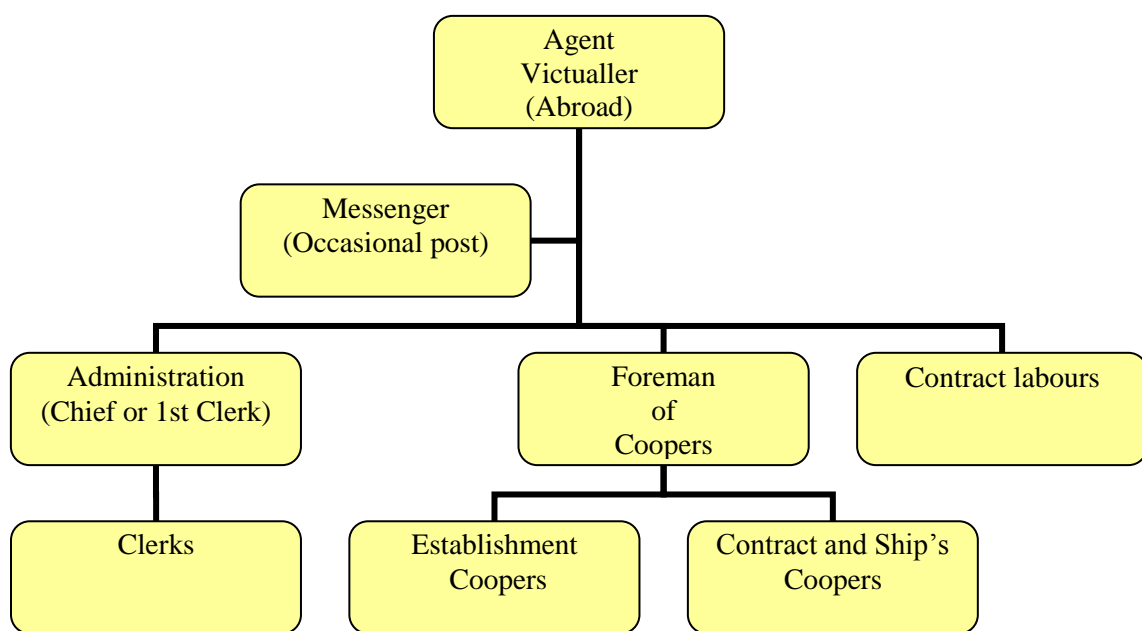 Agent
Victualler
(Abroad)
Messenger
(Occasional post)
Administration
(Chief or 1st Clerk)
Foreman
of
Coopers
Contract labours
Clerks
Establishment
Coopers
Contract and Ship’s
Coopers